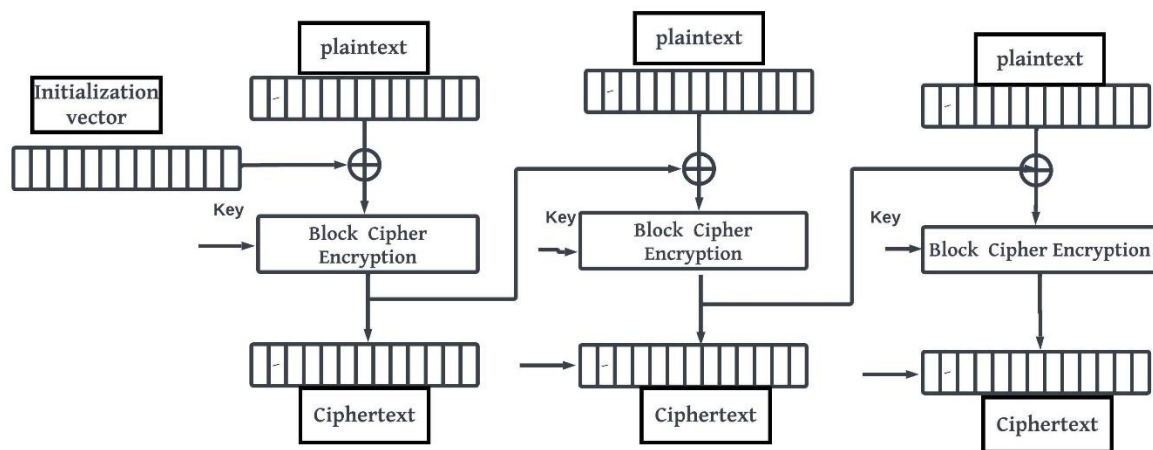 plaintext
plaintext
plaintext
Initialization
vector
Key
Block Cipher
Encryption
Key
Block Cipher
Encryption
Key
Block Cipher Encryption
Ciphertext
Ciphertext
Ciphertext